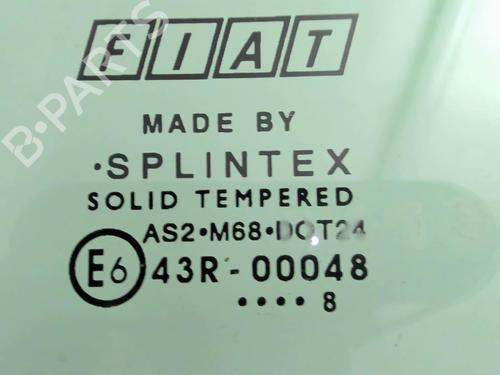 FIAT
MADE BY
•SPLINTEX
SOLID TEMPERED
AS2•M68•DOT24
E6 43R-00048
•••• 8
B-PARTS